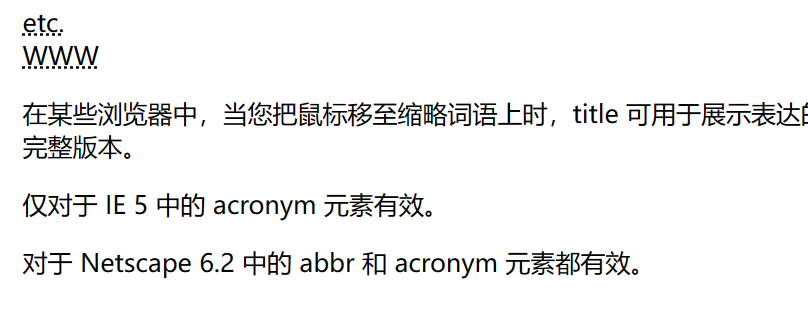 etc.
WWW
在某些浏览器中，当您把鼠标移至缩略词语上时，title 可用于展示表达的
完整版本。
仅对于 IE 5 中的 acronym 元素有效。
对于 Netscape 6.2 中的 abbr 和 acronym 元素都有效。